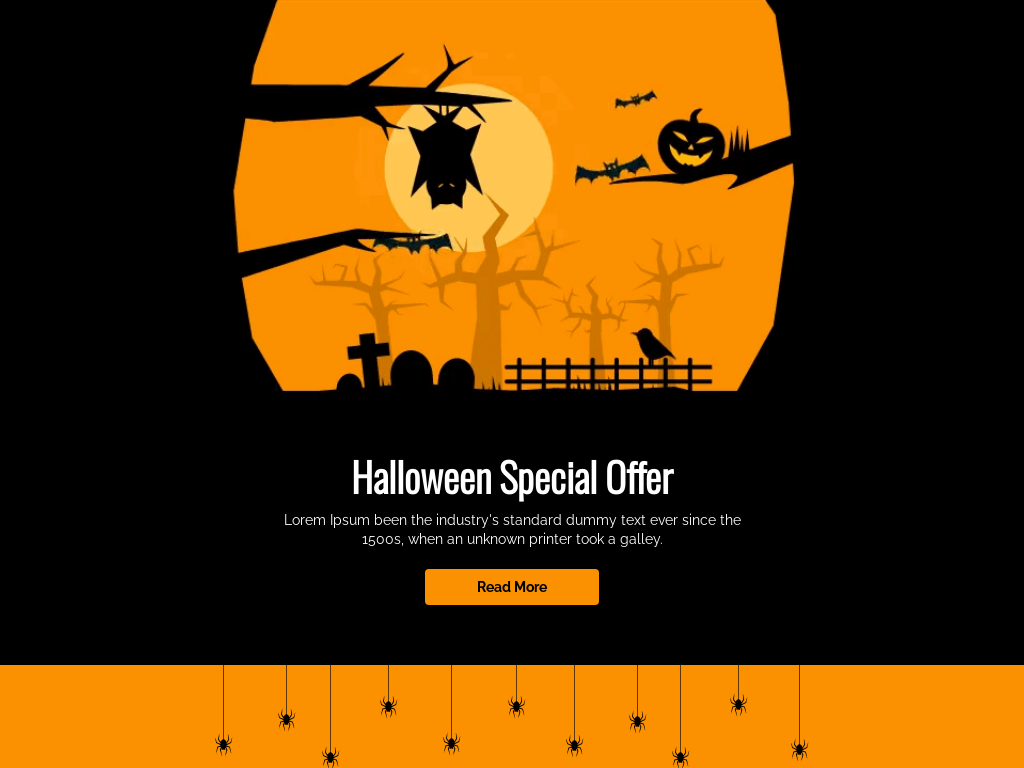 Halloween Special Offer
Lorem Ipsum been the industry's standard dummy text ever since the
1500s, when an unknown printer took a galley.
Read More